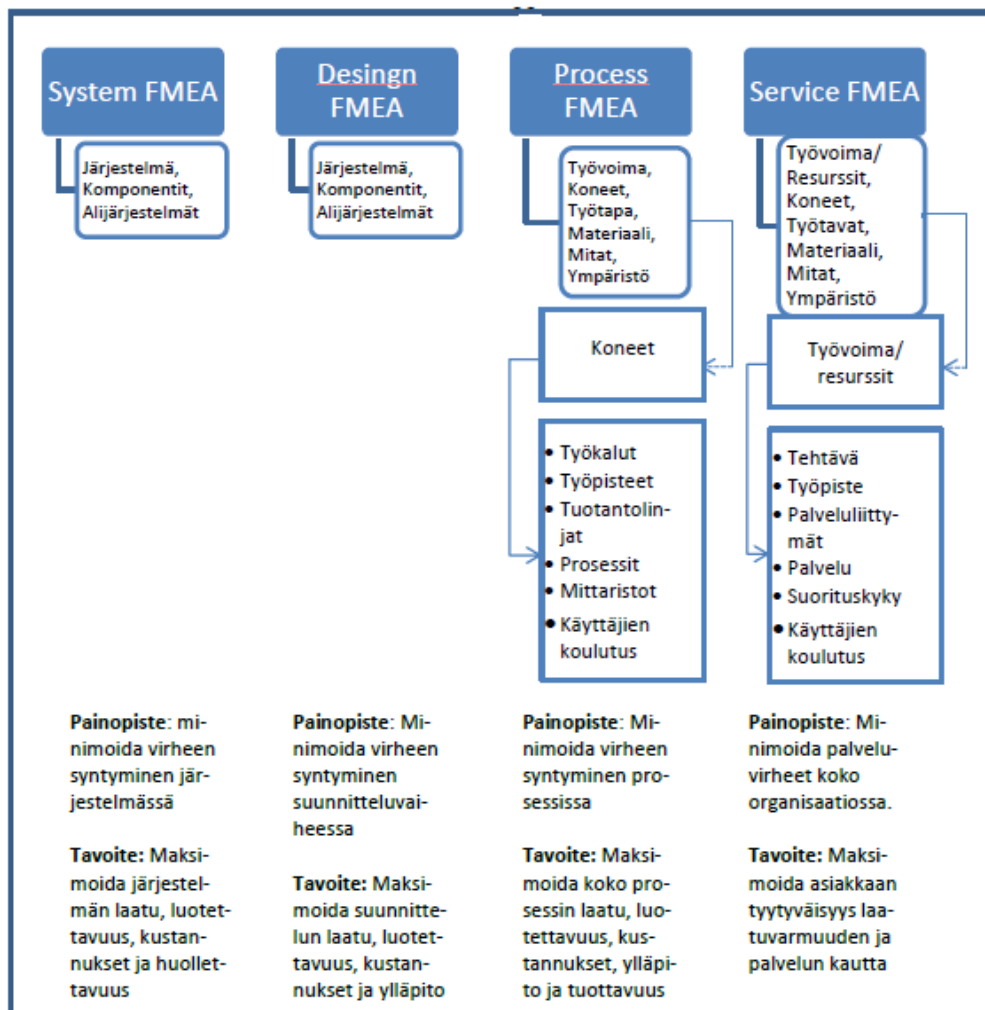 System FMEA
Järjestelmä,
Komponentit,
Alijärjestelmät
Painopiste: mi-
nimoida virheen
syntyminen jär-
jestelmässä
Tavoite: Maksi-
moida järjestel-
män laatu, luotet-
tavuus, kustan-
nukset ja huollet-
tavuus
Desingn
FMEA
Järjestelmä,
Komponentit,
Alijärjestelmät
Painopiste: Mi-
nimoida virheen
syntyminen
suunnitteluvai-
heessa
Tavoite: Maksi-
moida suunnitte-
lun laatu, luotet-
tavuus, kustan-
nukset ja ylläpito
Process
FMEA
Työvoima,
Koneet,
Työtapa,
Materiaali,
Mitat,
Ympäristö
Koneet
• Työkalut
• Työpisteet
• Tuotantolin-
jat
• Prosessit
• Mittaristot
• Käyttäjien
koulutus
Painopiste: Mi-
nimoida virheen
syntyminen pro-
sessissa
Tavoite: Maksi-
moida koko pro-
sessin laatu, luo-
tettavuus, kus-
tannukset, ylläpi-
to ja tuottavuus
Service FMEA
Työvoima/
Resurssit,
Koneet,
Työtavat,
Materiaali,
Mitat,
Ympäristö
Työvoima/
resurssit
• Tehtävä
• Työpiste
• Palveluliitty-
mät
• Palvelu
• Suorituskyky
• Käyttäjien
koulutus
Painopiste: Mi-
nimoida palvelu-
virheet koko
organisaatiossa.
Tavoite: Maksi-
moida asiakkaan
tyytyväisyys laa-
tuvarmuuden ja
palvelun kautta